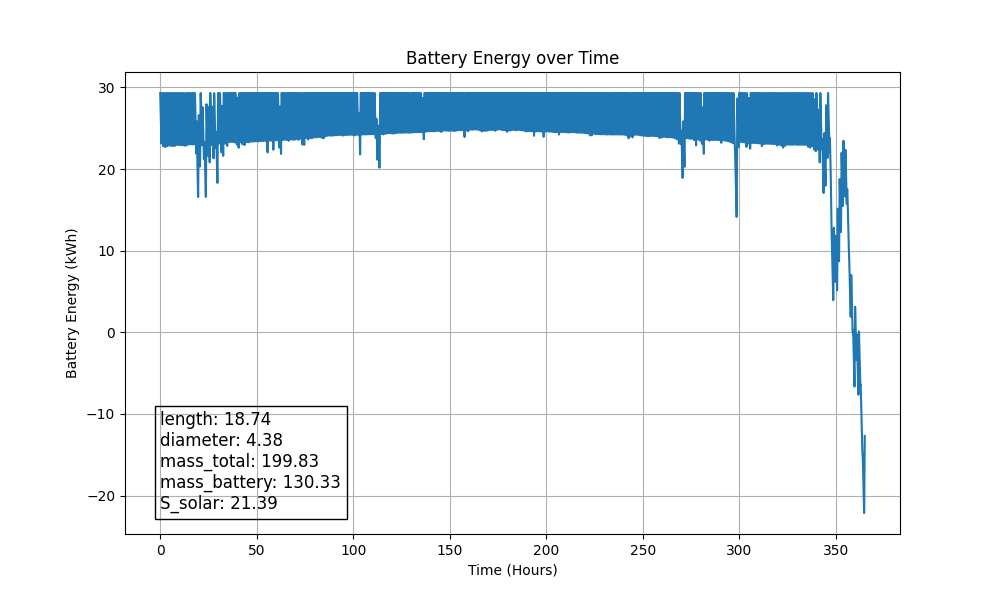 Battery Energy over Time
Battery Energy (kWh)
30
20
10
0
−10
−20
length: 18.74
diameter: 4.38
mass_total: 199.83
mass_battery: 130.33
S_solar: 21.39
0 50 100 150 200 250 300 350
Time (Hours)